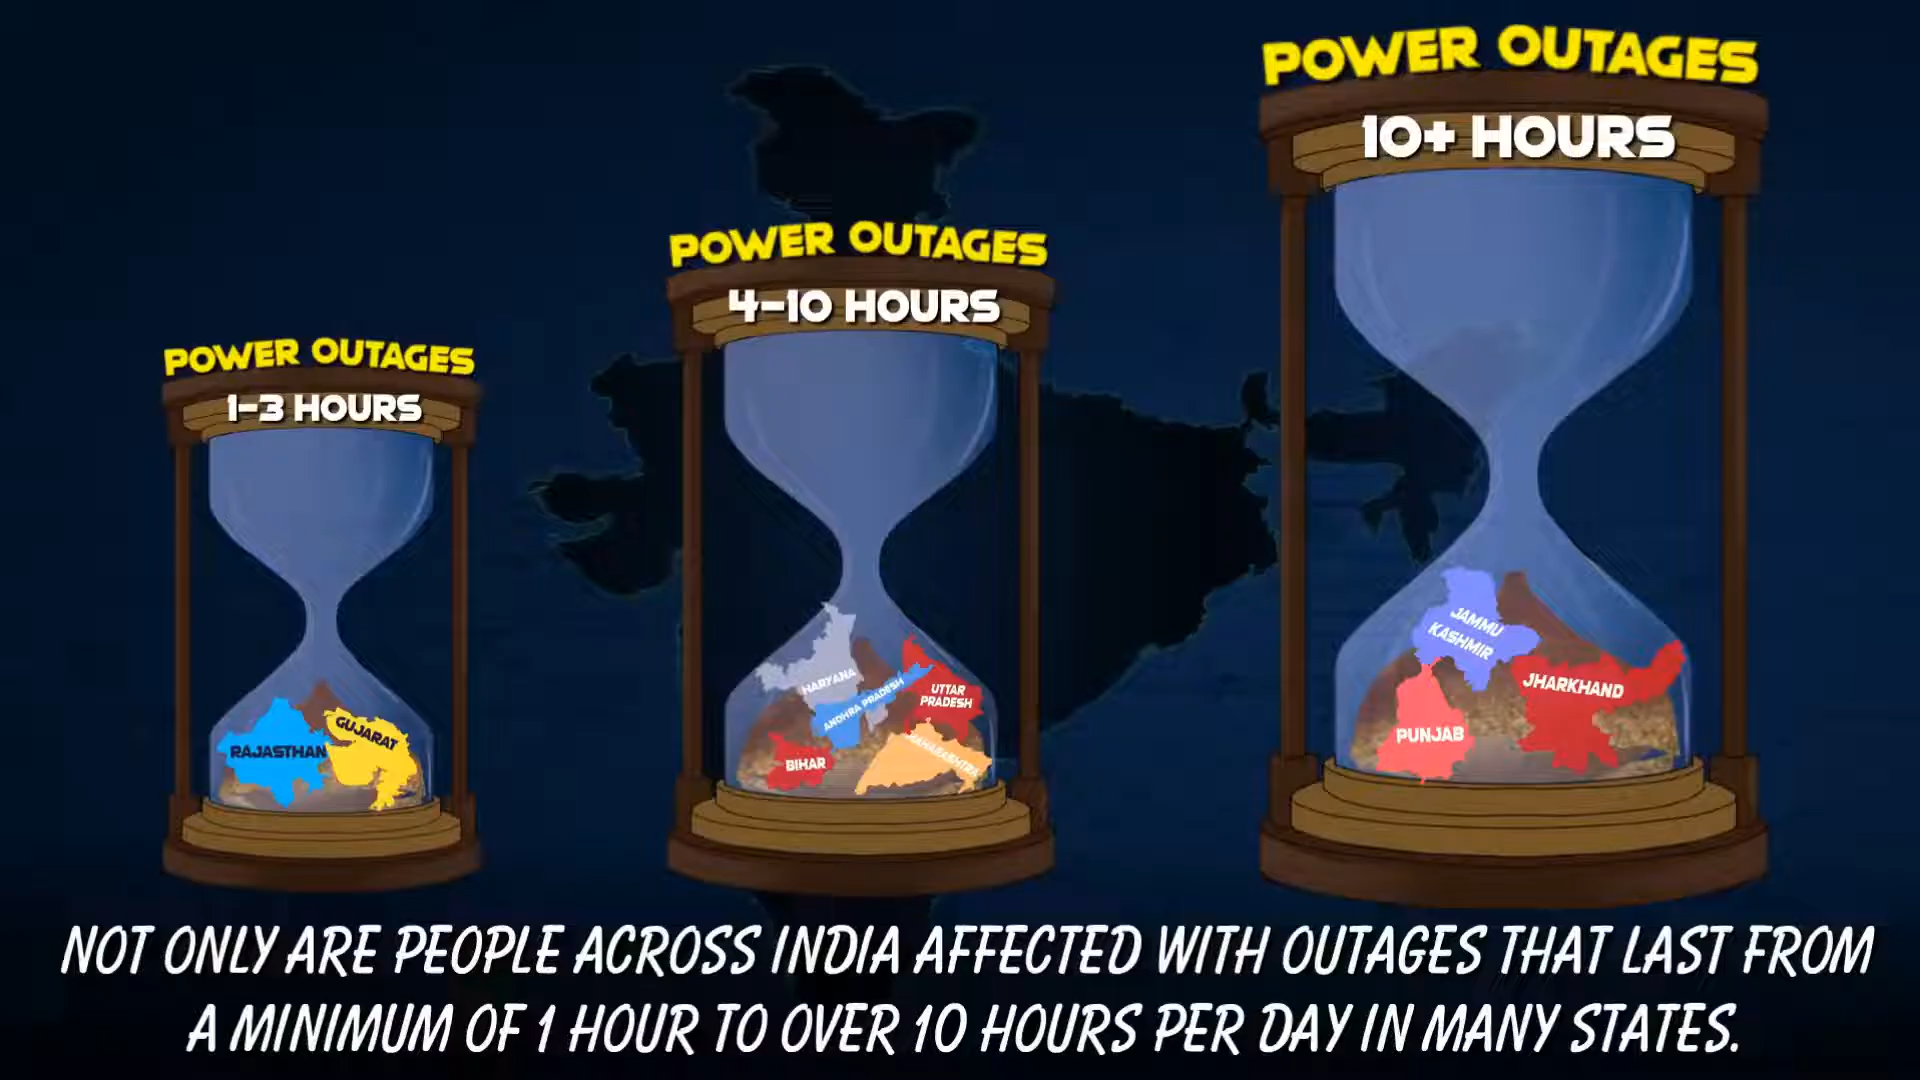 POWER OUTAGES
1-3 HOURS
RAJASTHAN
GUJARAT
POWER OUTAGES
4-10 HOURS
HARYANA
ANDHRA PRADESH
UTTAR
PRADESH
BIHAR
MAHARASHTRA
POWER OUTAGES
10+ HOURS
JAMMU
KASHMIR
JHARKHAND
PUNJAB
NOT ONLY ARE PEOPLE ACROSS INDIA AFFECTED WITH OUTAGES THAT LAST FROM
A MINIMUM OF 1 HOUR TO OVER 10 HOURS PER DAY IN MANY STATES.